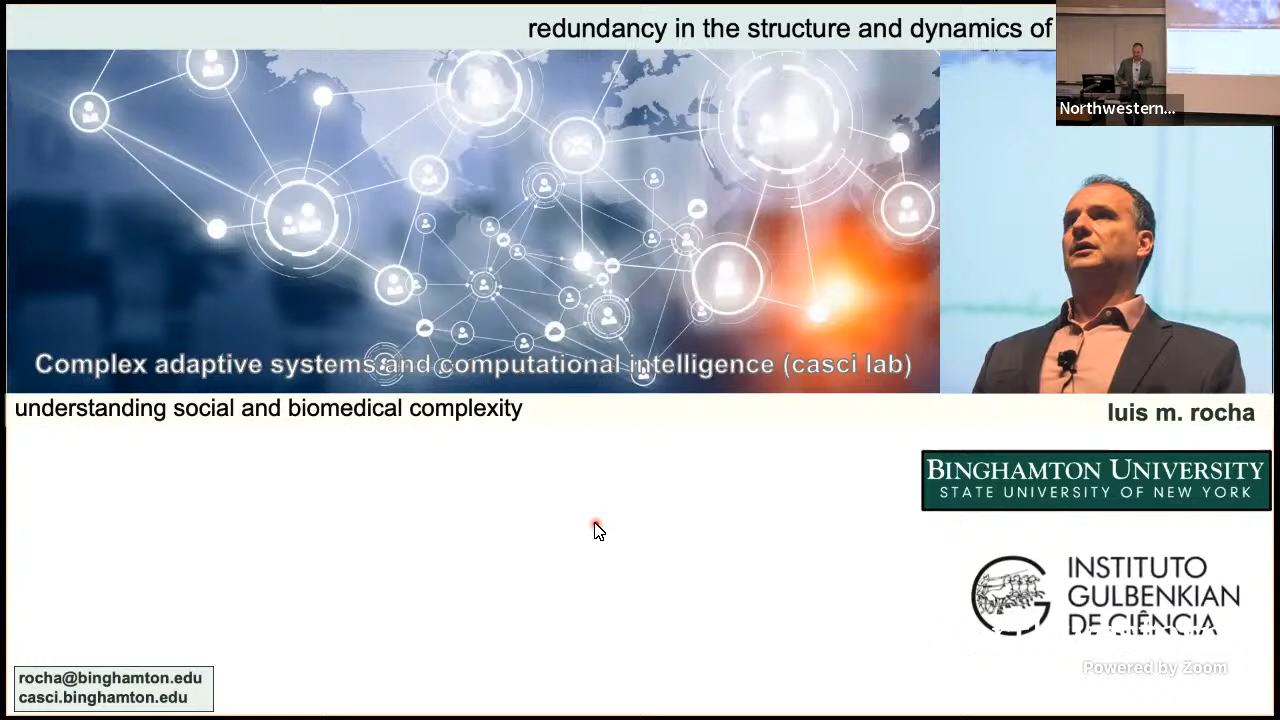 redundancy in the structure and dynamics of
Northwestern...
Complex adaptive systems and computational intelligence (casci lab)
understanding social and biomedical complexity
luis m. rocha
BINGHAMTON UNIVERSITY
STATE UNIVERSITY OF NEW YORK
INSTITUTO
GULBENKIAN
DE CIÊNCIA
Powered by Zoom
rocha@binghamton.edu
casci.binghamton.edu